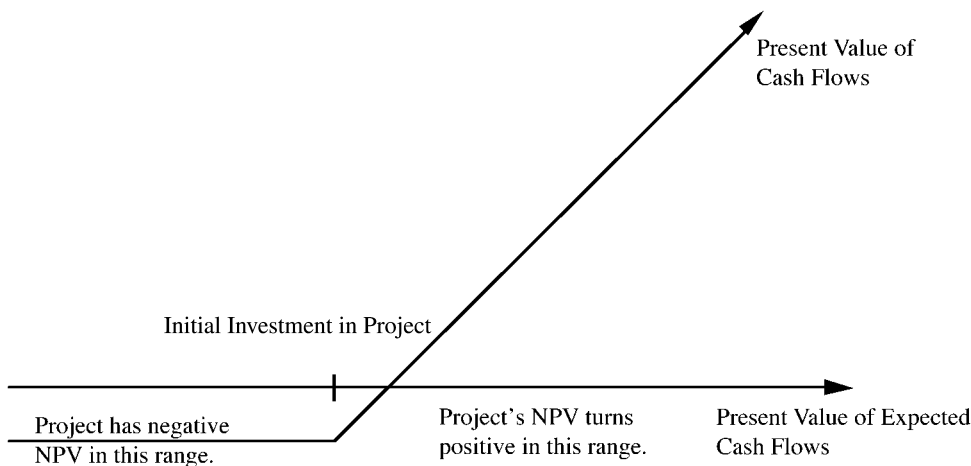 Present Value of
Cash Flows
Initial Investment in Project
Project has negative
NPV in this range.
Project's NPV turns
positive in this range.
Present Value of Expected
Cash Flows